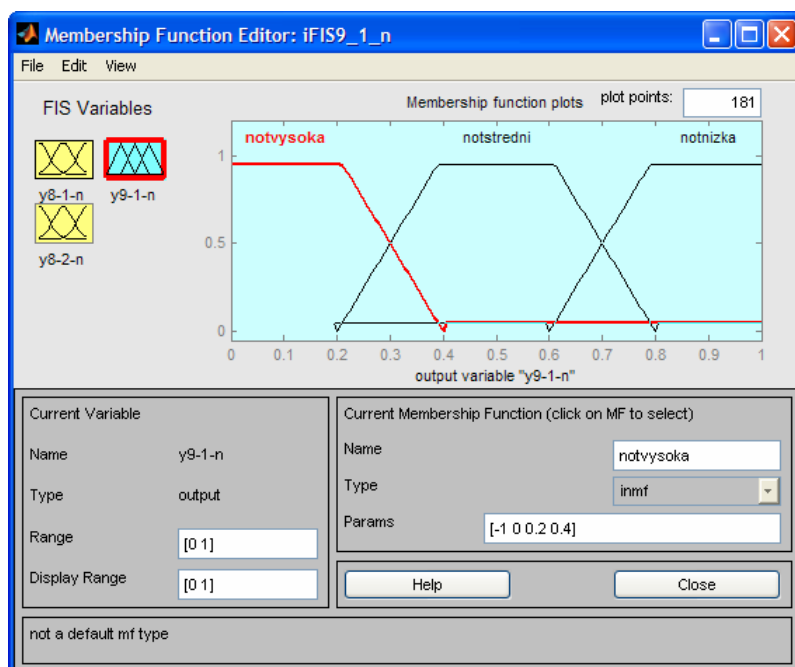 Membership Function Editor: iFIS9_1_n
File Edit View
FIS Variables
Membership function plots plot points: 181
y8-1-n y9-1-n
y8-2-n
notvysoka notstredni notnizka
1
0.5
0
0 0.1 0.2 0.3 0.4 0.5 0.6 0.7 0.8 0.9 1
output variable "y9-1-n"
Current Variable
Name y9-1-n
Type output
Range [0 1]
Display Range [0 1]
Current Membership Function (click on MF to select)
Name notvysoka
Type inmf
Params [-1 0 0.2 0.4]
Help Close
not a default mf type